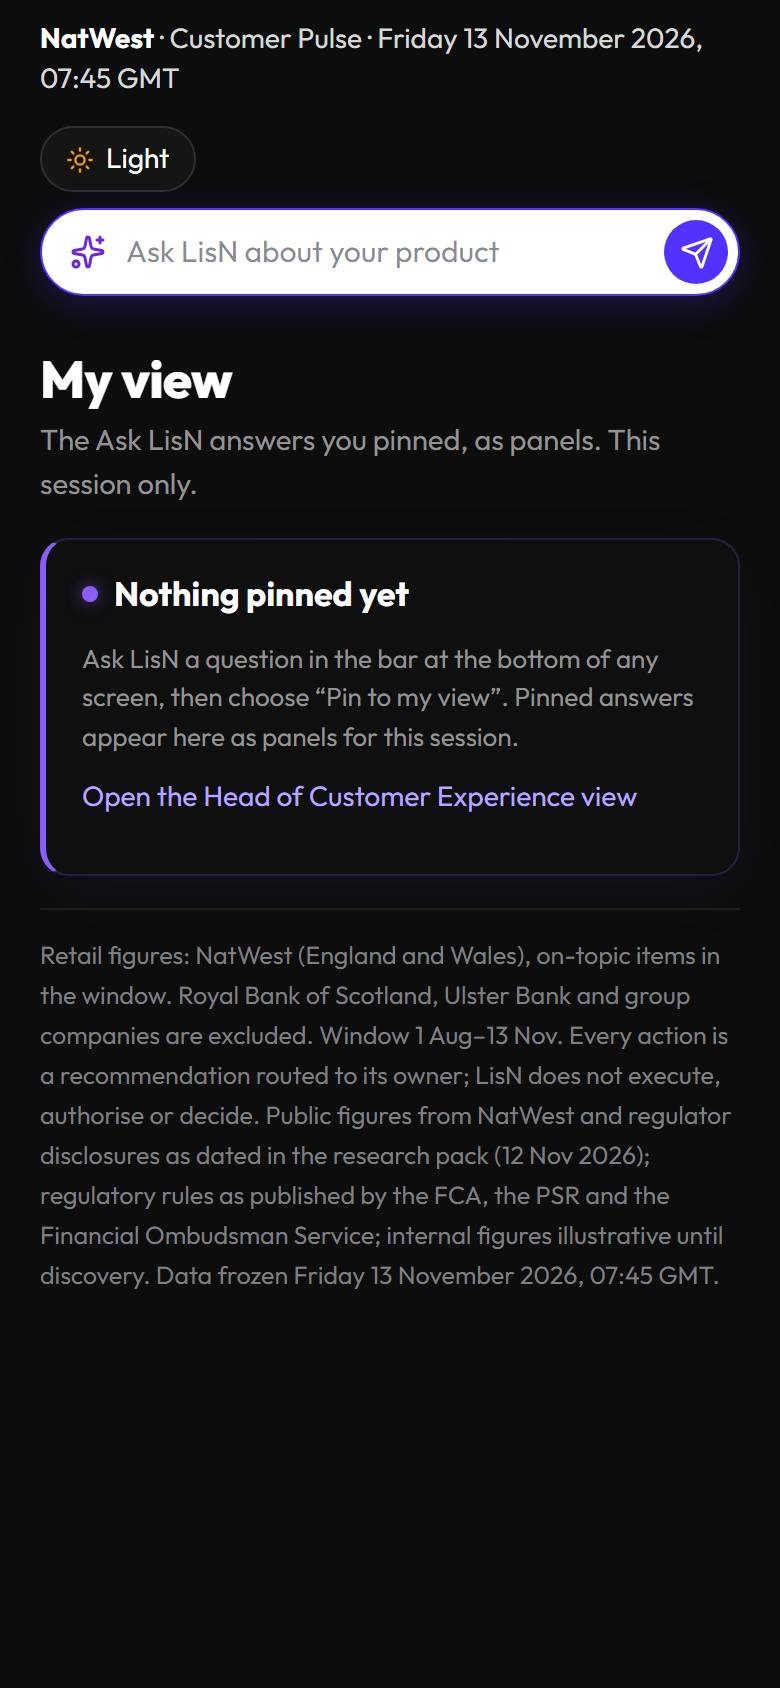 NatWest · Customer Pulse · Friday 13 November 2026,
07:45 GMT
Light
Ask LisN about your product
My view
The Ask LisN answers you pinned, as panels. This
session only.
Nothing pinned yet
Ask LisN a question in the bar at the bottom of any
screen, then choose “Pin to my view”. Pinned answers
appear here as panels for this session.
Open the Head of Customer Experience view
Retail figures: NatWest (England and Wales), on-topic items in
the window. Royal Bank of Scotland, Ulster Bank and group
companies are excluded. Window 1 Aug–13 Nov. Every action is
a recommendation routed to its owner; LisN does not execute,
authorise or decide. Public figures from NatWest and regulator
disclosures as dated in the research pack (12 Nov 2026);
regulatory rules as published by the FCA, the PSR and the
Financial Ombudsman Service; internal figures illustrative until
discovery. Data frozen Friday 13 November 2026, 07:45 GMT.